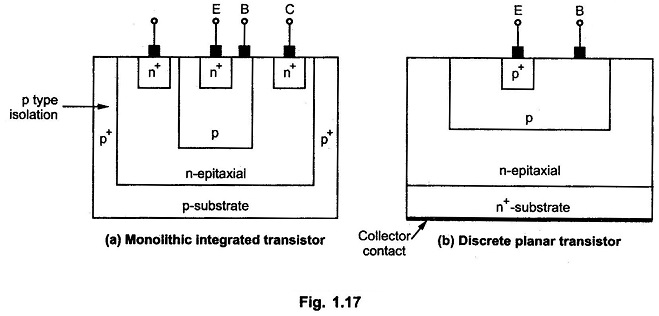 E B C
n+ n+ n+
p type
isolation
p+
p
p+
n-epitaxial
p-substrate
(a) Monolithic integrated transistor
E B
p+
p
n-epitaxial
n+-substrate
Collector
contact
(b) Discrete planar transistor
Fig. 1.17